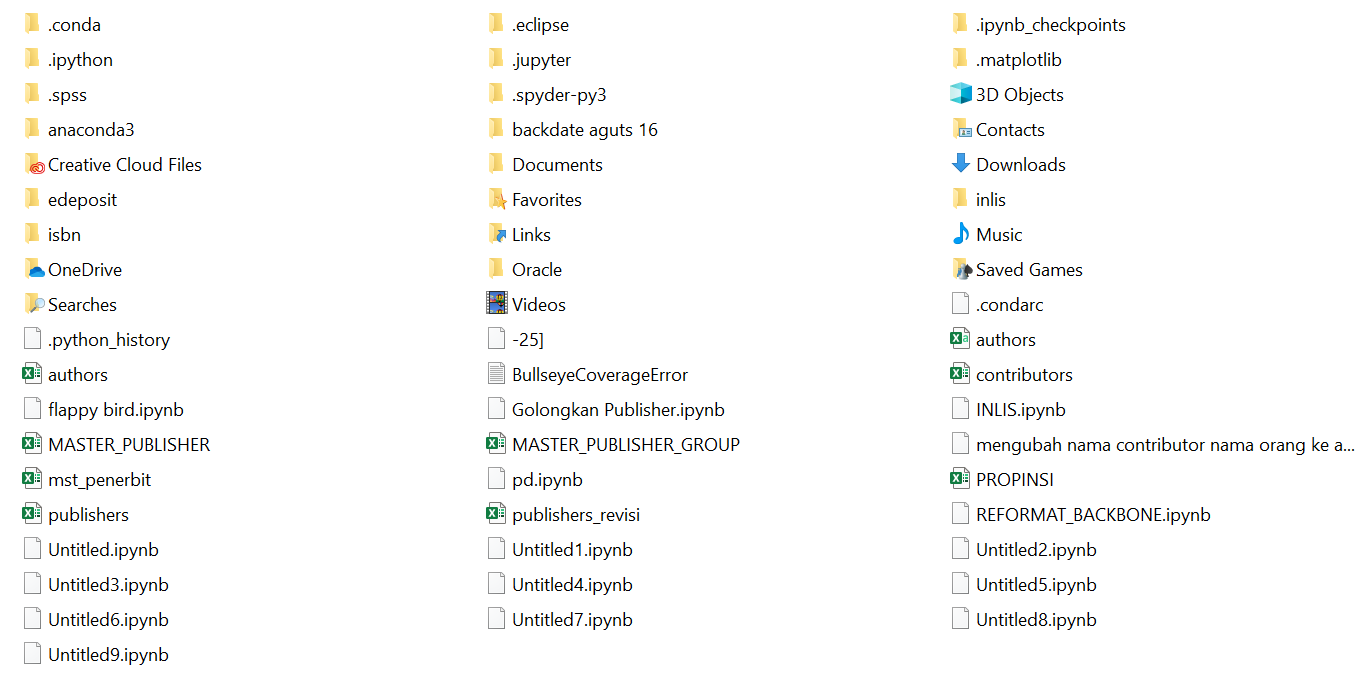 .conda
.eclipse
.ipynb_checkpoints
.ipython
.jupyter
.matplotlib
.spss
.spyder-py3
3D Objects
anaconda3
backdate aguts 16
Contacts
Creative Cloud Files
Documents
Downloads
edeposit
Favorites
inlis
isbn
Links
Music
OneDrive
Oracle
Saved Games
Searches
Videos
.condarc
.python_history
-25]
authors
authors
BullseyeCoverageError
contributors
flappy bird.ipynb
Golongkan Publisher.ipynb
INLIS.ipynb
MASTER_PUBLISHER
MASTER_PUBLISHER_GROUP
mengubah nama contributor nama orang ke a...
mst_penerbit
pd.ipynb
PROPINSI
publishers
publishers_revisi
REFORMAT_BACKBONE.ipynb
Untitled.ipynb
Untitled1.ipynb
Untitled2.ipynb
Untitled3.ipynb
Untitled4.ipynb
Untitled5.ipynb
Untitled6.ipynb
Untitled7.ipynb
Untitled8.ipynb
Untitled9.ipynb